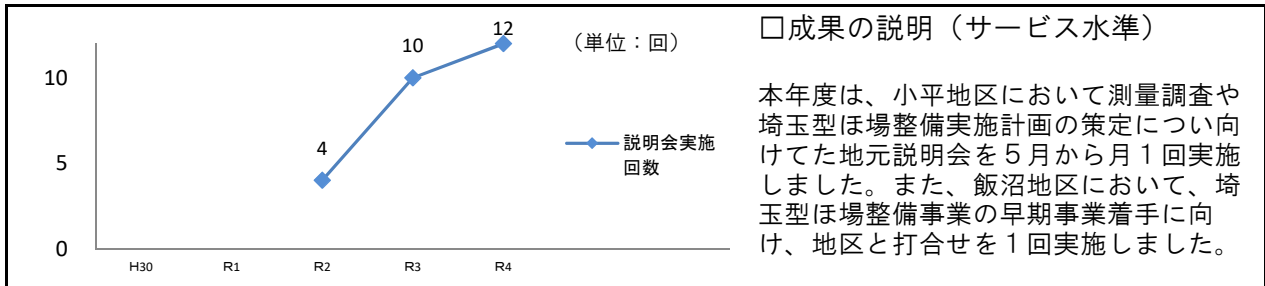 12
10
（単位：回）
10
4
5
0
説明会実施
回数
H30
R1
R2
R3
R4
□成果の説明（サービス水準）
本年度は、小平地区において測量調査や
埼玉型ほ場整備実施計画の策定につい向
けてた地元説明会を５月から月１回実施
しました。また、飯沼地区において、埼
玉型ほ場整備事業の早期事業着手に向
け、地区と打合せを１回実施しました。